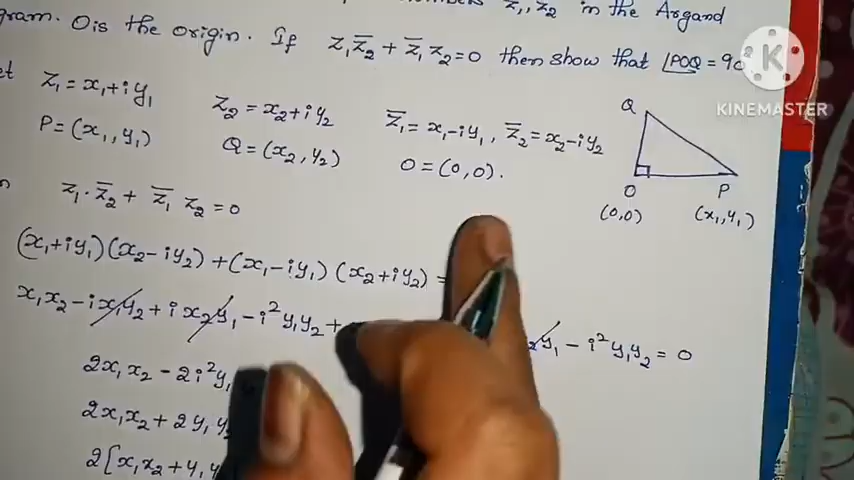 z₁, z₂ in the Argand
gram. O is the origin. If z₁z̅₂ + z̅₁z₂ = 0 then show that ∠POQ = 90
KINEMASTER
z₁ = x₁+iy₁ z₂ = x₂+iy₂ z̅₁ = x₁-iy₁, z̅₂ = x₂-iy₂
P = (x₁, y₁) Q = (x₂, y₂) O = (0,0).
Q
O P
(0,0) (x₁, y₁)
z₁·z̅₂ + z̅₁ z₂ = 0
(x₁+iy₁)(x₂-iy₂) + (x₁-iy₁)(x₂+iy₂) =
x₁x₂ - ix₁y₂ + ix₂y₁ - i²y₁y₂ + y₁ - i²y₁y₂ = 0
2x₁x₂ - 2i²y₁
2x₁x₂ + 2y₁y
2[x₁x₂ + y₁y